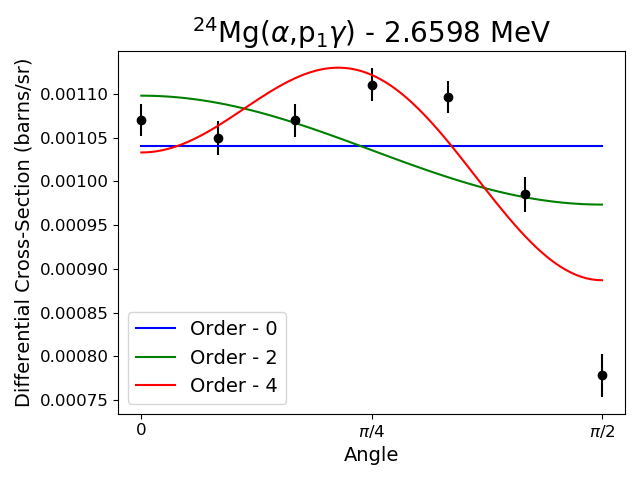 ²⁴Mg(α,p₁γ) - 2.6598 MeV
Differential Cross-Section (barns/sr)
0.00110
0.00105
0.00100
0.00095
0.00090
0.00085
0.00080
0.00075
Order - 0
Order - 2
Order - 4
0 π/4 π/2
Angle